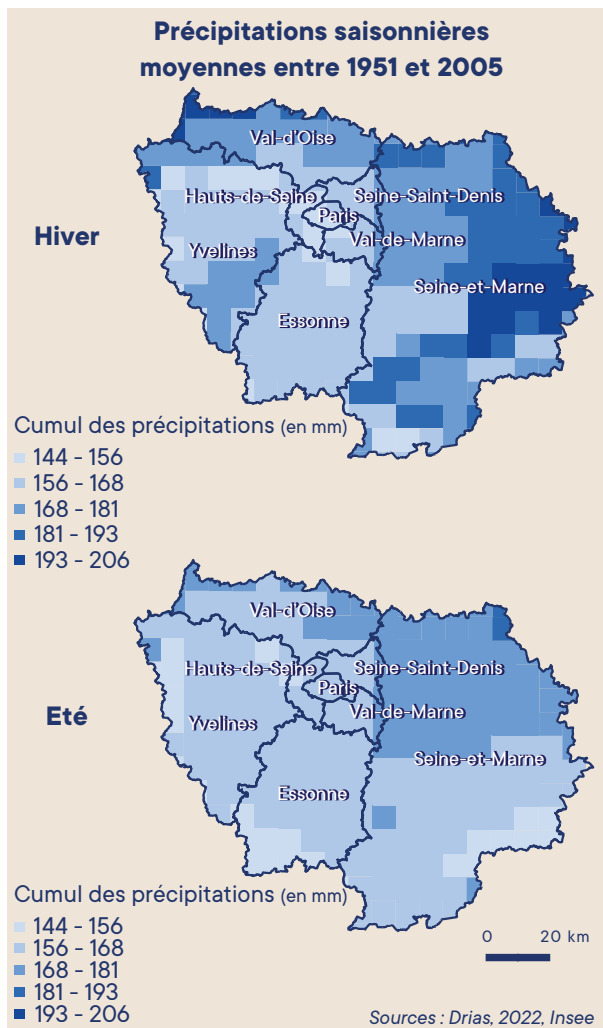 Précipitations saisonnières
moyennes entre 1951 et 2005
Hiver
Val-d'Oise
Hauts-de-Seine
Seine-Saint-Denis
Paris
Val-de-Marne
Yvelines
Seine-et-Marne
Essonne
Cumul des précipitations (en mm)
144 - 156
156 - 168
168 - 181
181 - 193
193 - 206
Eté
Val-d'Oise
Hauts-de-Seine
Seine-Saint-Denis
Paris
Val-de-Marne
Yvelines
Seine-et-Marne
Essonne
Cumul des précipitations (en mm)
144 - 156
156 - 168
168 - 181
181 - 193
193 - 206
0 20 km
Sources : Drias, 2022, Insee